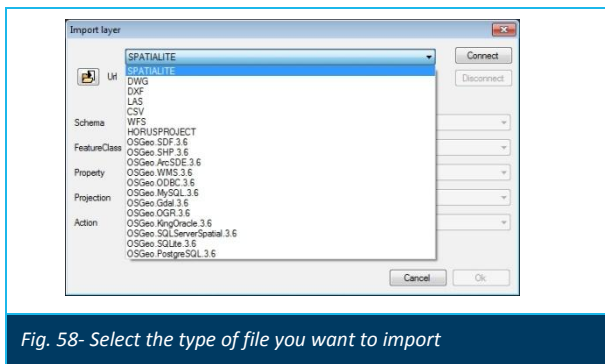 Import layer
SPATIALITE
Connect
Url
SPATIALITE
Disconnect
DWG
DXF
LAS
CSV
Schema
WFS
HORUSPROJECT
FeatureClass
OSGeo.SDF.3.6
OSGeo.SHP.3.6
OSGeo.ArcSDE.3.6
Property
OSGeo.WMS.3.6
OSGeo.ODBC.3.6
OSGeo.MySQL.3.6
Projection
OSGeo.Gdal.3.6
OSGeo.OGR.3.6
Action
OSGeo.KingOracle.3.6
OSGeo.SQLServerSpatial.3.6
OSGeo.SQLite.3.6
OSGeo.PostgreSQL.3.6
Cancel
Ok
Fig. 58- Select the type of file you want to import